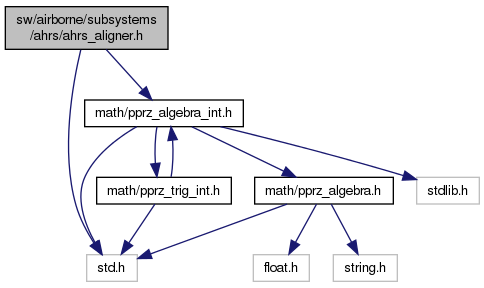 sw/airborne/subsystems
/ahrs/ahrs_aligner.h
math/pprz_algebra_int.h
math/pprz_trig_int.h
math/pprz_algebra.h
stdlib.h
std.h
float.h
string.h